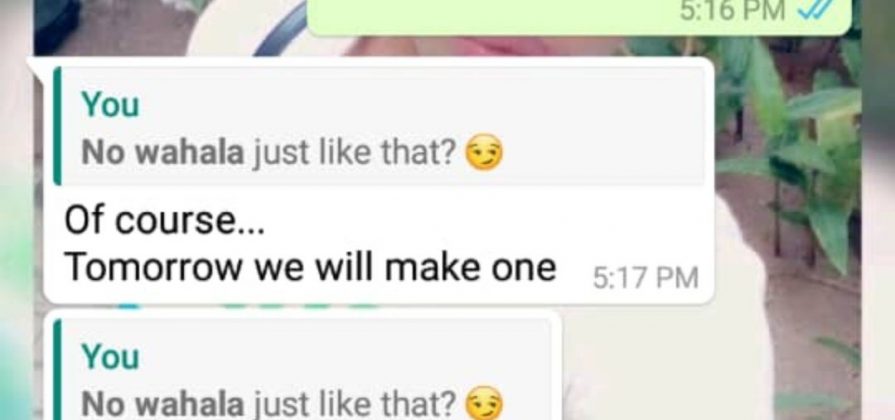 5:16 PM
You
No wahala just like that? 😏
Of course...
Tomorrow we will make one 5:17 PM
You
No wahala just like that? 😏